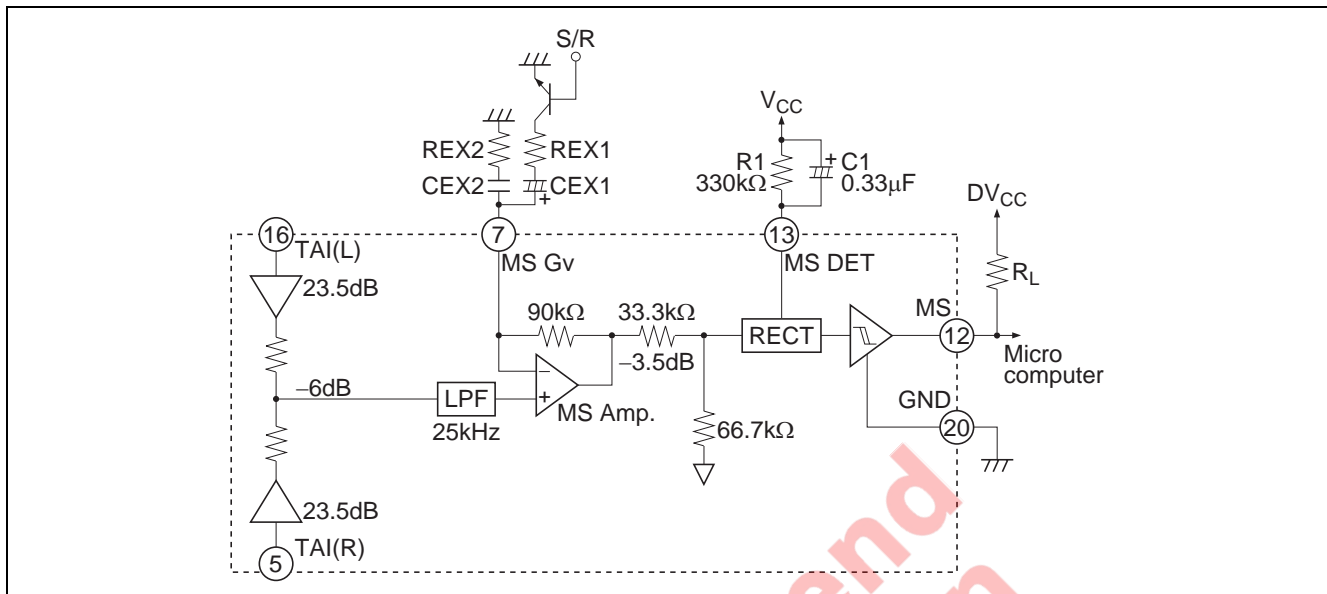 S/R
VCC
REX2
REX1
R1
330kΩ
C1
0.33μF
CEX2
CEX1
+
+
DVCC
16
TAI(L)
7
MS Gv
13
MS DET
RL
23.5dB
90kΩ
33.3kΩ
–3.5dB
RECT
MS
12
Micro
computer
–6dB
LPF
25kHz
–
+
MS Amp.
66.7kΩ
GND
20
23.5dB
TAI(R)
5
end